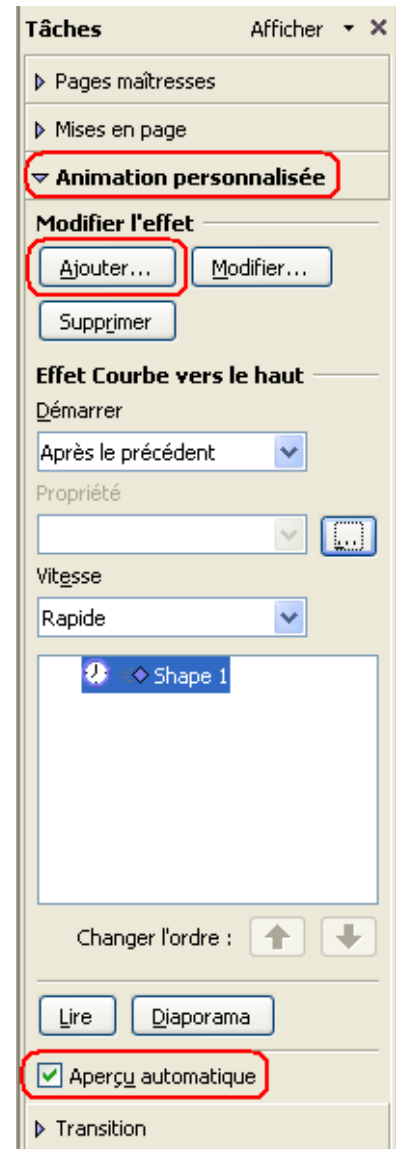 Tâches Afficher
Pages maîtresses
Mises en page
Animation personnalisée
Modifier l'effet
Ajouter... Modifier...
Supprimer
Effet Courbe vers le haut
Démarrer
Après le précédent
Propriété
...
Vitesse
Rapide
Shape 1
Changer l'ordre :
Lire Diaporama
Aperçu automatique
Transition